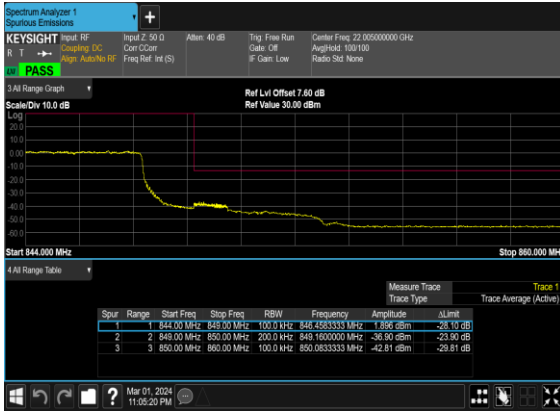 Spectrum Analyzer 1
Spurious Emissions
+
KEYSIGHT Input: RF Input Z: 50 Ω Atten: 40 dB Trig: Free Run Center Freq: 22.005000000 GHz
R T Coupling: DC Corr CCorr Gate: Off Avg|Hold: 100/100
Align: Auto/No RF Freq Ref: Int (S) IF Gain: Low Radio Std: None
PASS
3 All Range Graph Ref Lvl Offset 7.60 dB
Scale/Div 10.0 dB Ref Value 30.00 dBm
Log
20.0
10.0
0.00
-10.0
-20.0
-30.0
-40.0
-50.0
-60.0
Start 844.000 MHz Stop 860.000 MH
4 All Range Table
Measure Trace Trace 1
Trace Type Trace Average (Active)
Spur Range Start Freq Stop Freq RBW Frequency Amplitude ΔLimit
1 1 844.00 MHz 849.00 MHz 100.0 kHz 846.4583333 MHz 1.896 dBm -28.10 dB
2 2 849.00 MHz 850.00 MHz 200.0 kHz 849.1600000 MHz -36.90 dBm -23.90 dB
3 3 850.00 MHz 860.00 MHz 100.0 kHz 850.0833333 MHz -42.81 dBm -29.81 dB
? Mar 01, 2024
11:05:20 PM